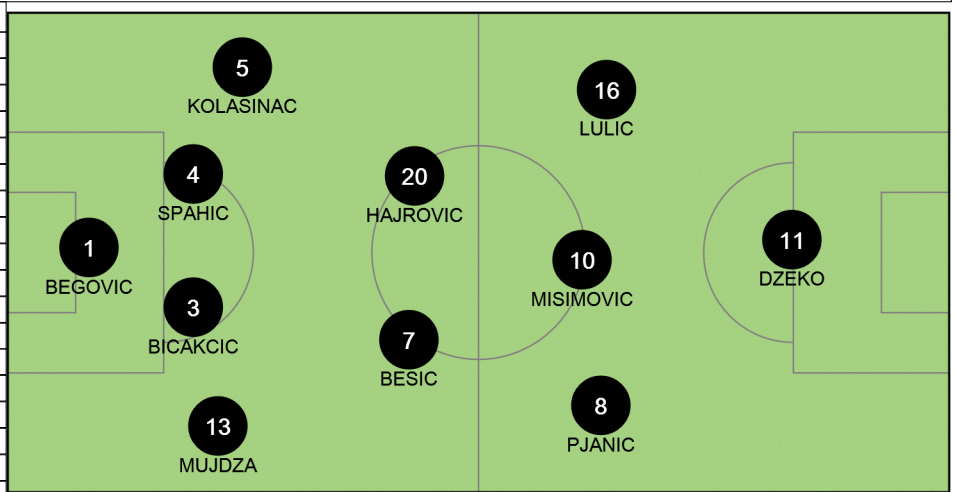 5
KOLASINAC
16
LULIC
4
SPAHIC
20
HAJROVIC
1
BEGOVIC
11
DZEKO
10
MISIMOVIC
3
BICAKCIC
7
BESIC
13
MUJDZA
8
PJANIC